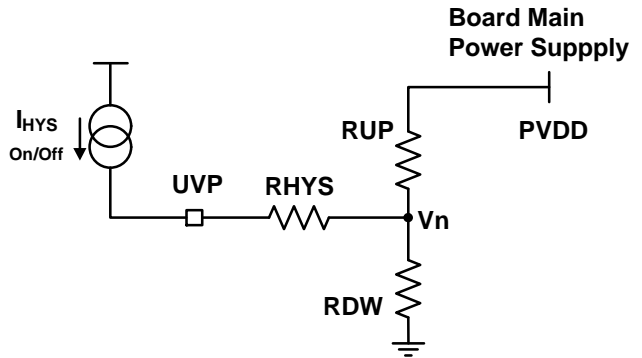 Board Main
Power Suppply
IHYS
On/Off
RUP
PVDD
UVP
RHYS
Vn
RDW